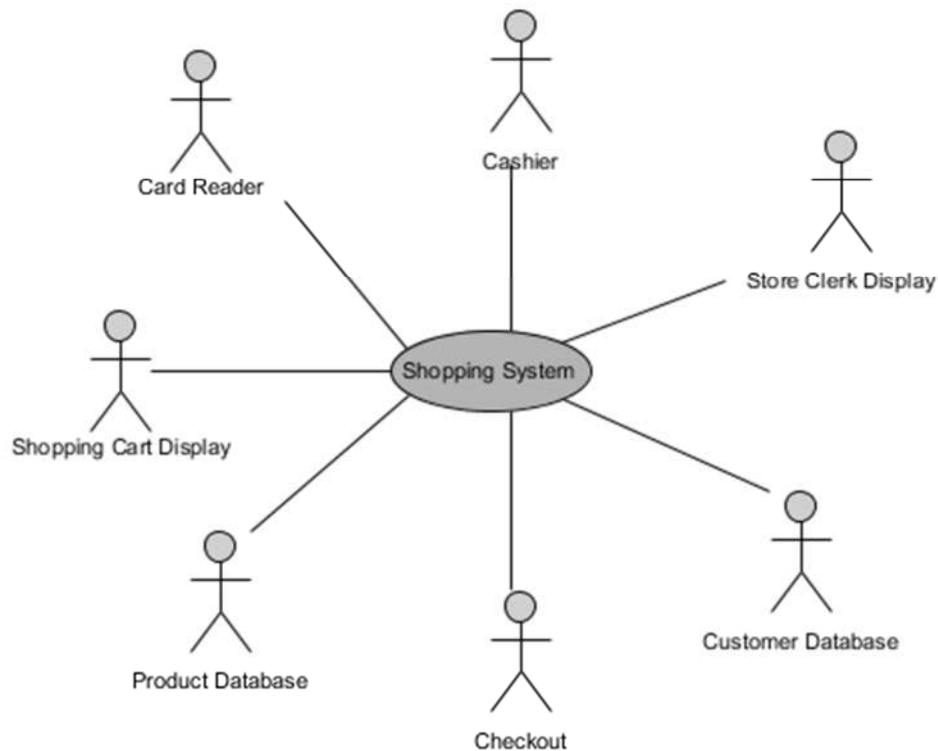 Cashier
Card Reader
Store Clerk Display
Shopping System
Shopping Cart Display
Customer Database
Product Database
Checkout